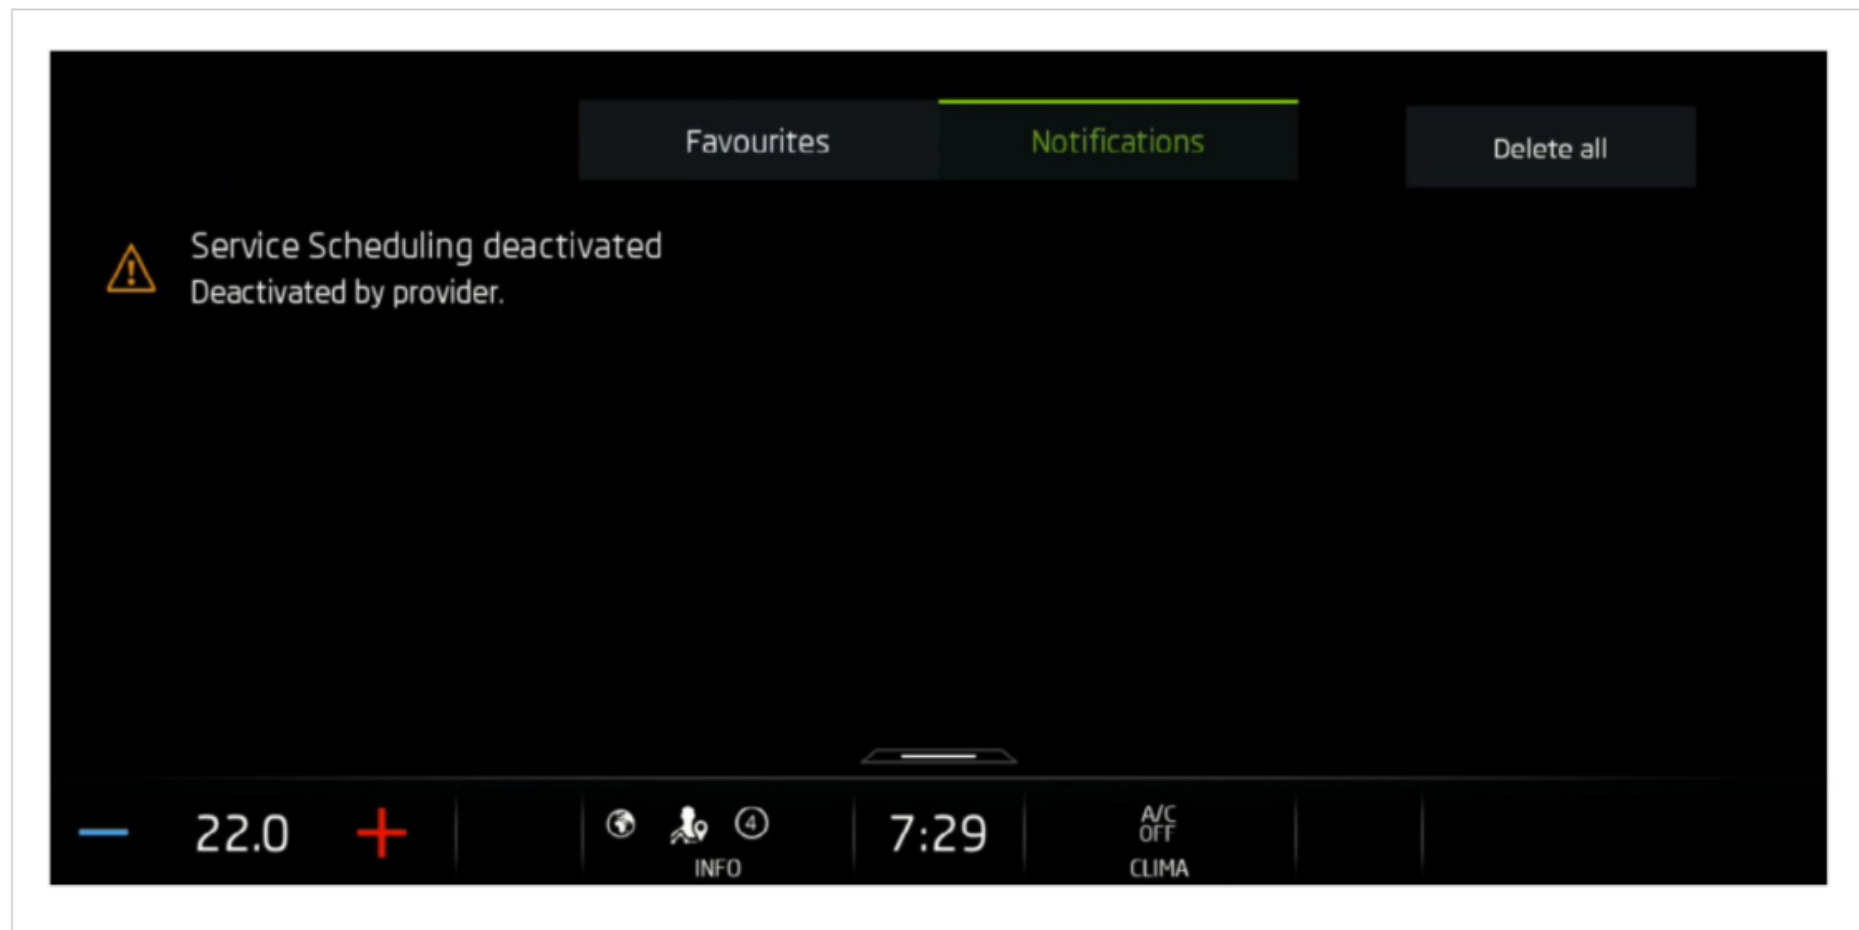 Favourites
Notifications
Delete all
Service Scheduling deactivated
Deactivated by provider.
22.0
4
INFO
7:29
A/C
OFF
CLIMA